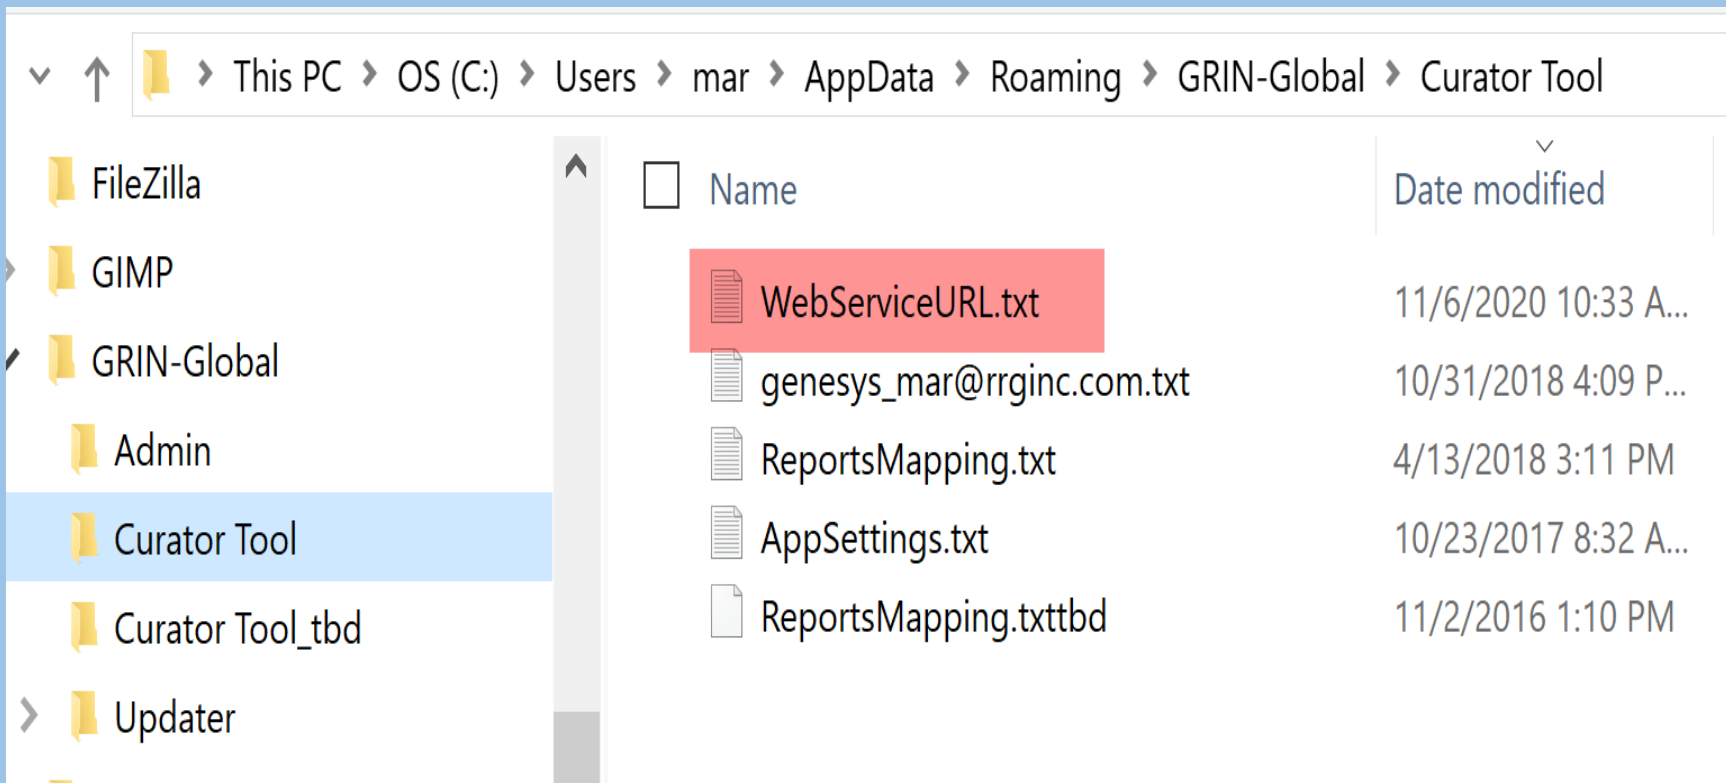 This PC > OS (C:) > Users > mar > AppData > Roaming > GRIN-Global > Curator Tool
FileZilla
GIMP
GRIN-Global
Admin
Curator Tool
Curator Tool_tbd
Updater
Name Date modified
WebServiceURL.txt 11/6/2020 10:33 A...
genesys_mar@rrginc.com.txt 10/31/2018 4:09 P...
ReportsMapping.txt 4/13/2018 3:11 PM
AppSettings.txt 10/23/2017 8:32 A...
ReportsMapping.txttbd 11/2/2016 1:10 PM